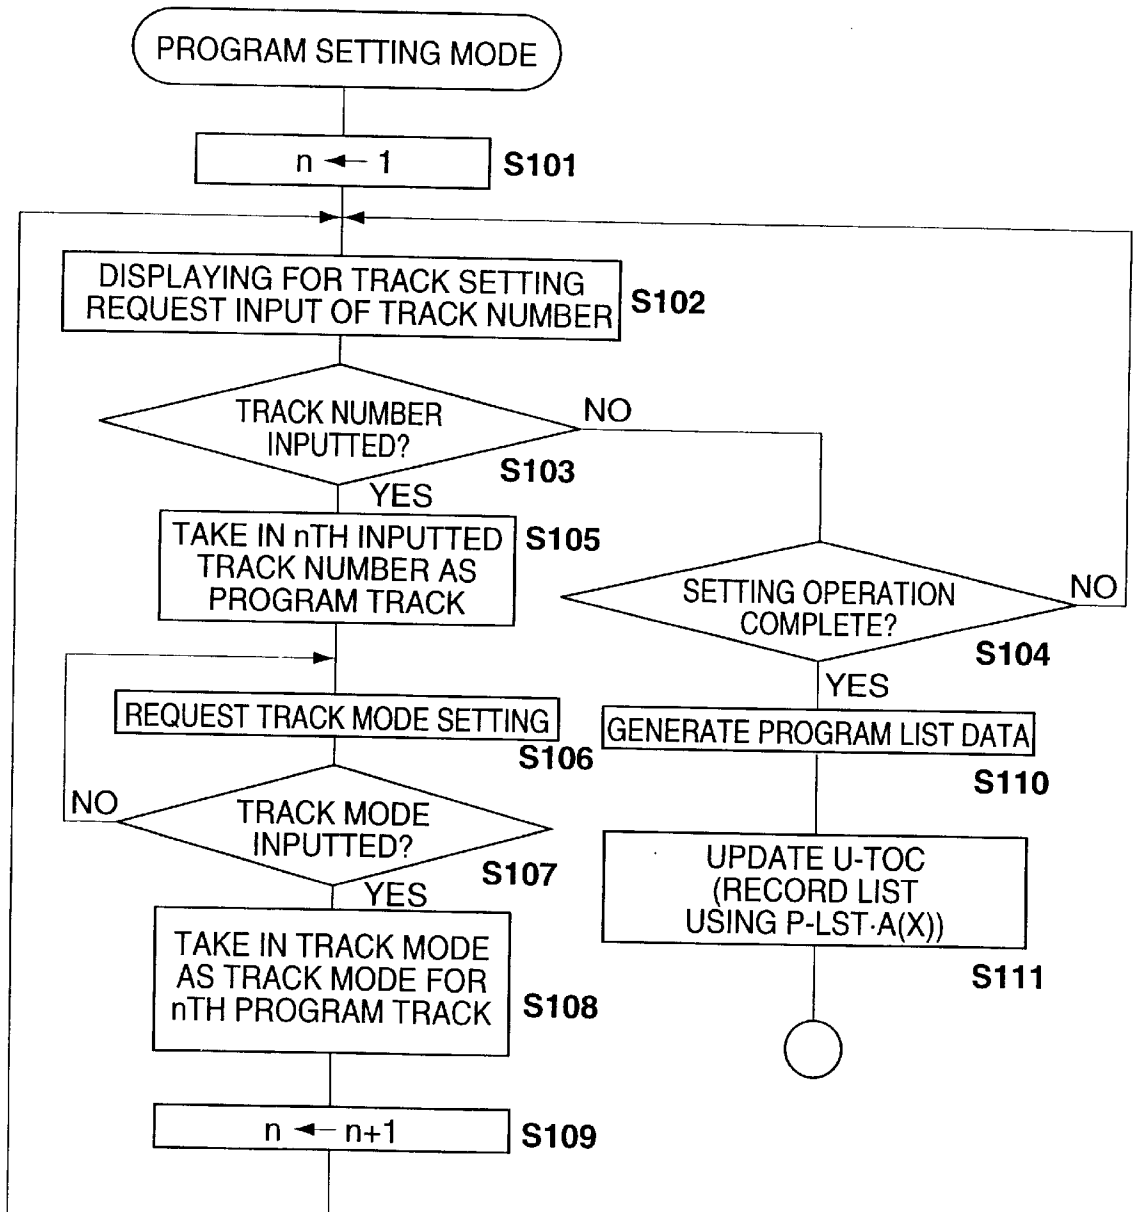 PROGRAM SETTING MODE
n ← 1
S101
DISPLAYING FOR TRACK SETTING
REQUEST INPUT OF TRACK NUMBER
S102
TRACK NUMBER
INPUTTED?
NO
S103
YES
TAKE IN nTH INPUTTED
TRACK NUMBER AS
PROGRAM TRACK
S105
SETTING OPERATION
COMPLETE?
NO
S104
YES
REQUEST TRACK MODE SETTING
S106
GENERATE PROGRAM LIST DATA
S110
NO
TRACK MODE
INPUTTED?
S107
YES
UPDATE U-TOC
(RECORD LIST
USING P-LST·A(X))
S111
TAKE IN TRACK MODE
AS TRACK MODE FOR
nTH PROGRAM TRACK
S108
n ← n+1
S109